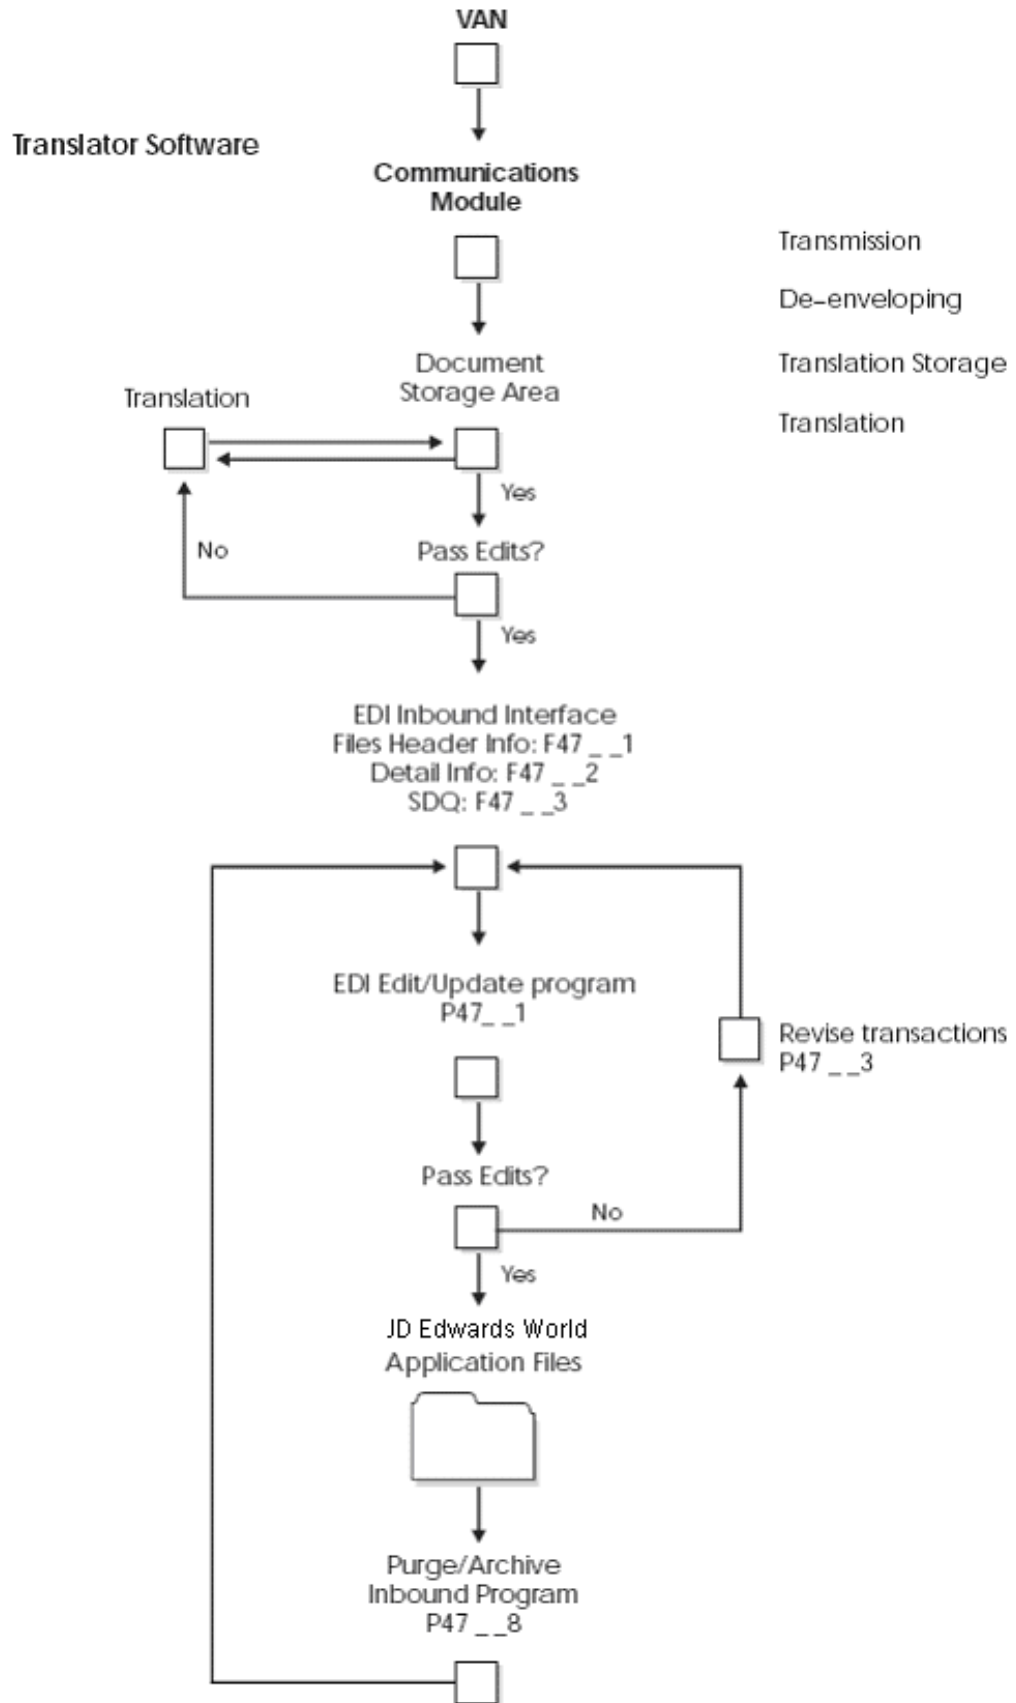 VAN
Translator Software
Communications
Module
Transmission
De-enveloping
Document
Storage Area
Translation Storage
Translation
Translation
Yes
No
Pass Edits?
Yes
EDI Inbound Interface
Files Header Info: F47 _ _1
Detail Info: F47 _ _2
SDQ: F47 _ _3
EDI Edit/Update program
P47_ _1
Revise transactions
P47 _ _3
Pass Edits?
No
Yes
JD Edwards World
Application Files
Purge/Archive
Inbound Program
P47 _ _8